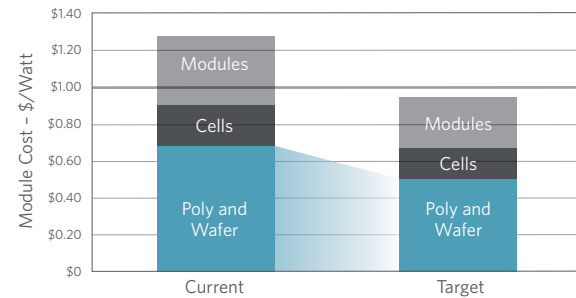 Module Cost – $/Watt
$1.40
$1.20
$1.00
$0.80
$0.60
$0.40
$0.20
$0
Modules
Cells
Poly and
Wafer
Modules
Cells
Poly and
Wafer
Current
Target